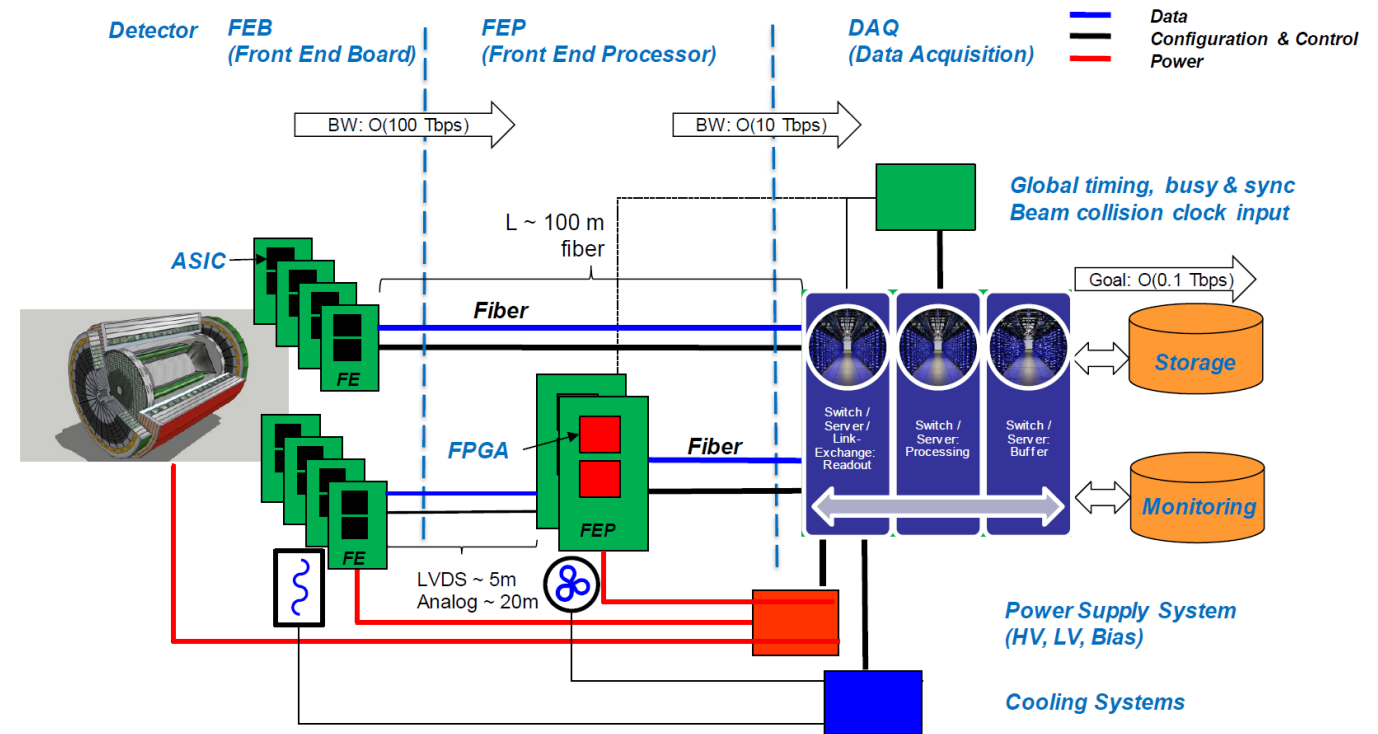 Detector
FEB
(Front End Board)
FEP
(Front End Processor)
DAQ
(Data Acquisition)
Data
Configuration & Control
Power
BW: O(100 Tbps)
BW: O(10 Tbps)
Global timing, busy & sync
Beam collision clock input
L ~ 100 m
fiber
ASIC
Goal: O(0.1 Tbps)
Fiber
FE
Storage
Switch /
Server /
Link-
Exchange:
Readout
Switch /
Server:
Processing
Switch /
Server:
Buffer
FPGA
Fiber
Monitoring
FEP
FE
LVDS ~ 5m
Analog ~ 20m
Power Supply System
(HV, LV, Bias)
Cooling Systems